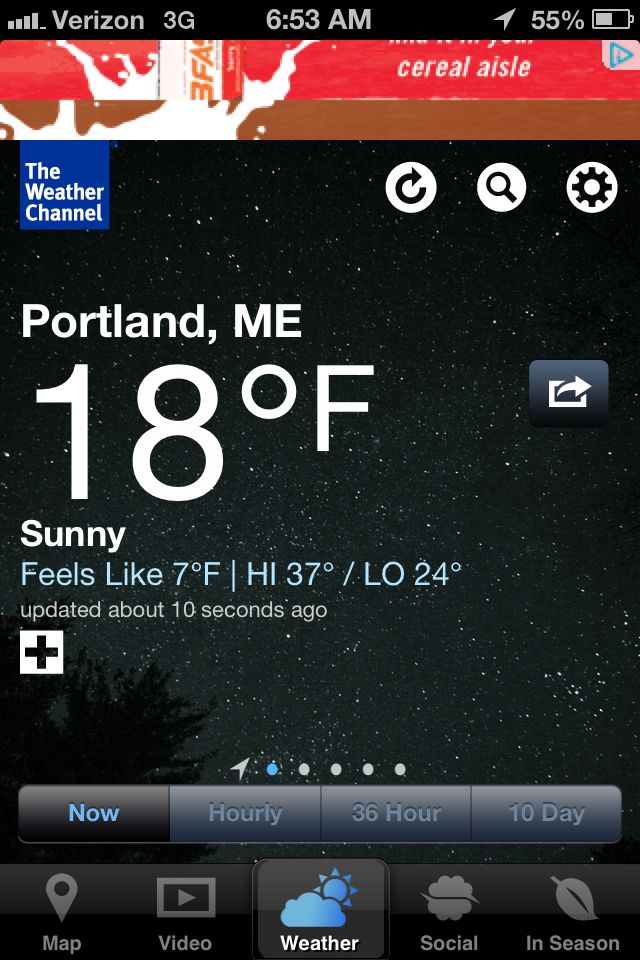 Verizon 3G 6:53 AM 55%
cereal aisle
The
Weather
Channel
Portland, ME
18°F
Sunny
Feels Like 7°F | HI 37° / LO 24°
updated about 10 seconds ago
Now Hourly 36 Hour 10 Day
Map Video Weather Social In Season